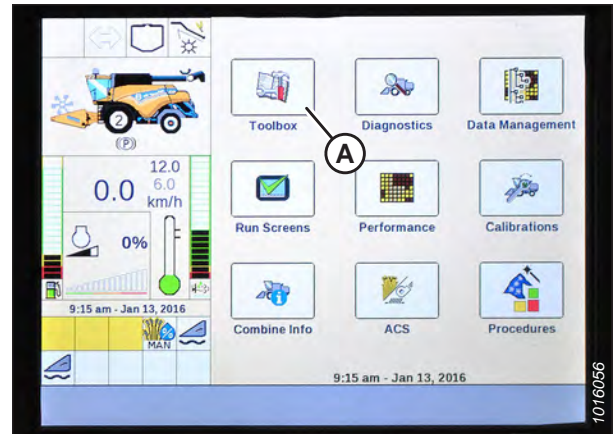 2
(P)
12.0
6.0
0.0 km/h
0%
9:15 am - Jan 13, 2016
MAN
Toolbox
Diagnostics
Data Management
A
Run Screens
Performance
Calibrations
Combine Info
ACS
Procedures
9:15 am - Jan 13, 2016
1016056